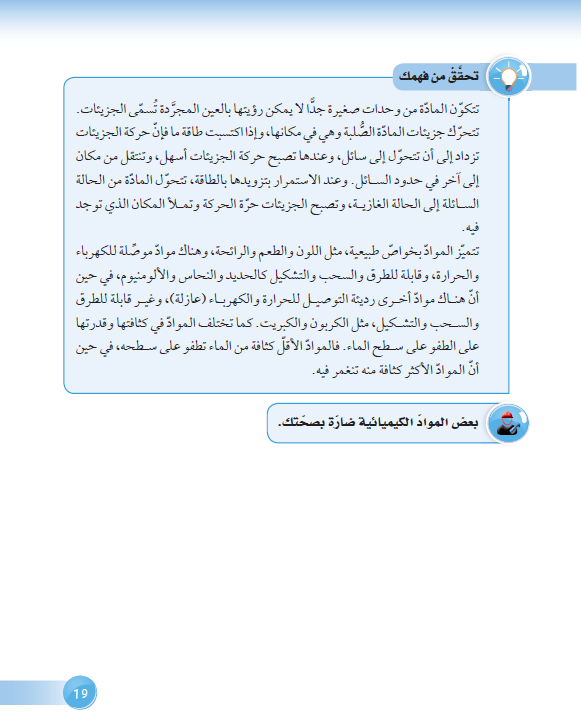 تحقَّقْ من فهمك
تتكوّن المادّة من وحدات صغيرة جدًّا لا يمكن رؤيتها بالعين المجرَّدة تُسمّى الجزيئات.
تتحرّك جزيئات المادّة الصُّلبة وهي في مكانها، وإذا اكتسبت طاقة ما فإنّ حركة الجزيئات
تزداد إلى أن تتحوّل إلى سائل، وعندها تصبح حركة الجزيئات أسهل، وتنتقل من مكان
إلى آخر في حدود السائل. وعند الاستمرار بتزويدها بالطاقة، تتحوّل المادّة من الحالة
السائلة إلى الحالة الغازية، وتصبح الجزيئات حرّة الحركة وتملأ المكان الذي توجد
فيه.
تتميّز الموادّ بخواصّ طبيعية، مثل اللون والطعم والرائحة، وهناك موادّ موصِّلة للكهرباء
والحرارة، وقابلة للطرق والسحب والتشكيل كالحديد والنحاس والألومنيوم، في حين
أنّ هناك موادّ أخرى رديئة التوصيل للحرارة والكهرباء (عازلة)، وغير قابلة للطرق
والسحب والتشكيل، مثل الكربون والكبريت. كما تختلف الموادّ في كثافتها وقدرتها
على الطفو على سطح الماء. فالموادّ الأقلّ كثافة من الماء تطفو على سطحه، في حين
أنّ الموادّ الأكثر كثافة منه تنغمر فيه.
بعض الموادّ الكيميائية ضارّة بصحّتك.
19